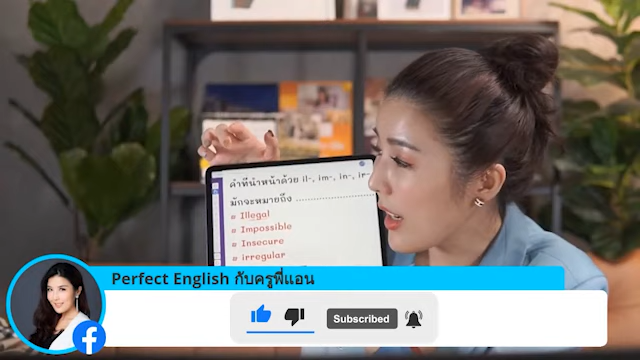 คำที่นำหน้าด้วย il-, im-, in-, ir-
มักจะหมายถึง ....................
Illegal
Impossible
Insecure
irregular
Perfect English กับครูพี่แอน
Subscribed